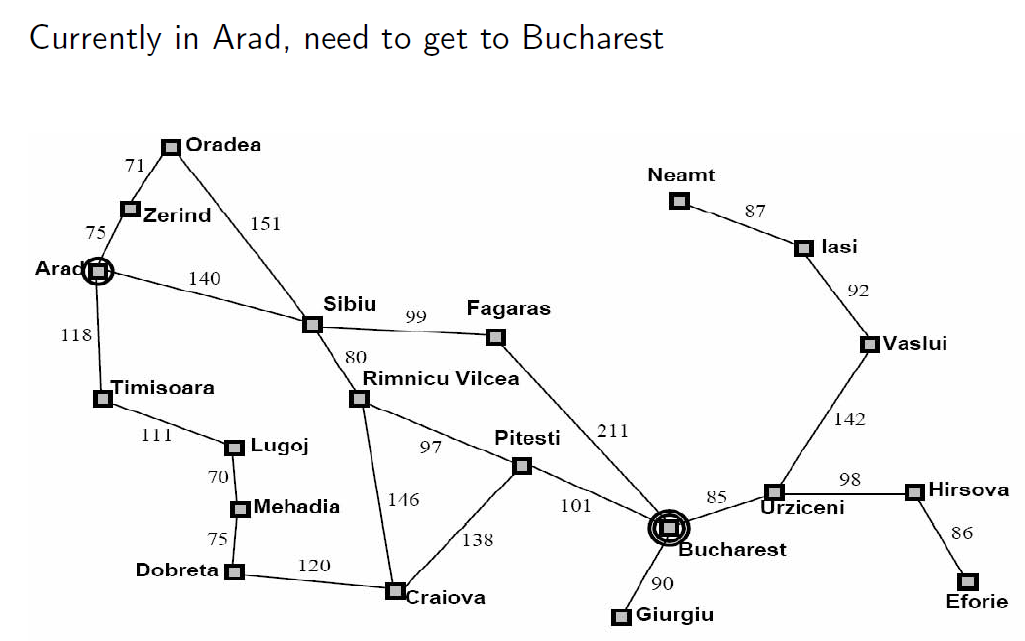 Currently in Arad, need to get to Bucharest
Oradea
71
Neamt
Zerind
87
151
75
Iasi
Arad
140
92
Sibiu
99
Fagaras
118
Vaslui
80
Rimnicu Vilcea
Timisoara
142
111
Lugoj
97
Pitesti
211
70
98
Hirsova
146
85
Mehadia
101
Urziceni
75
138
86
Bucharest
120
Dobreta
90
Craiova
Eforie
Giurgiu